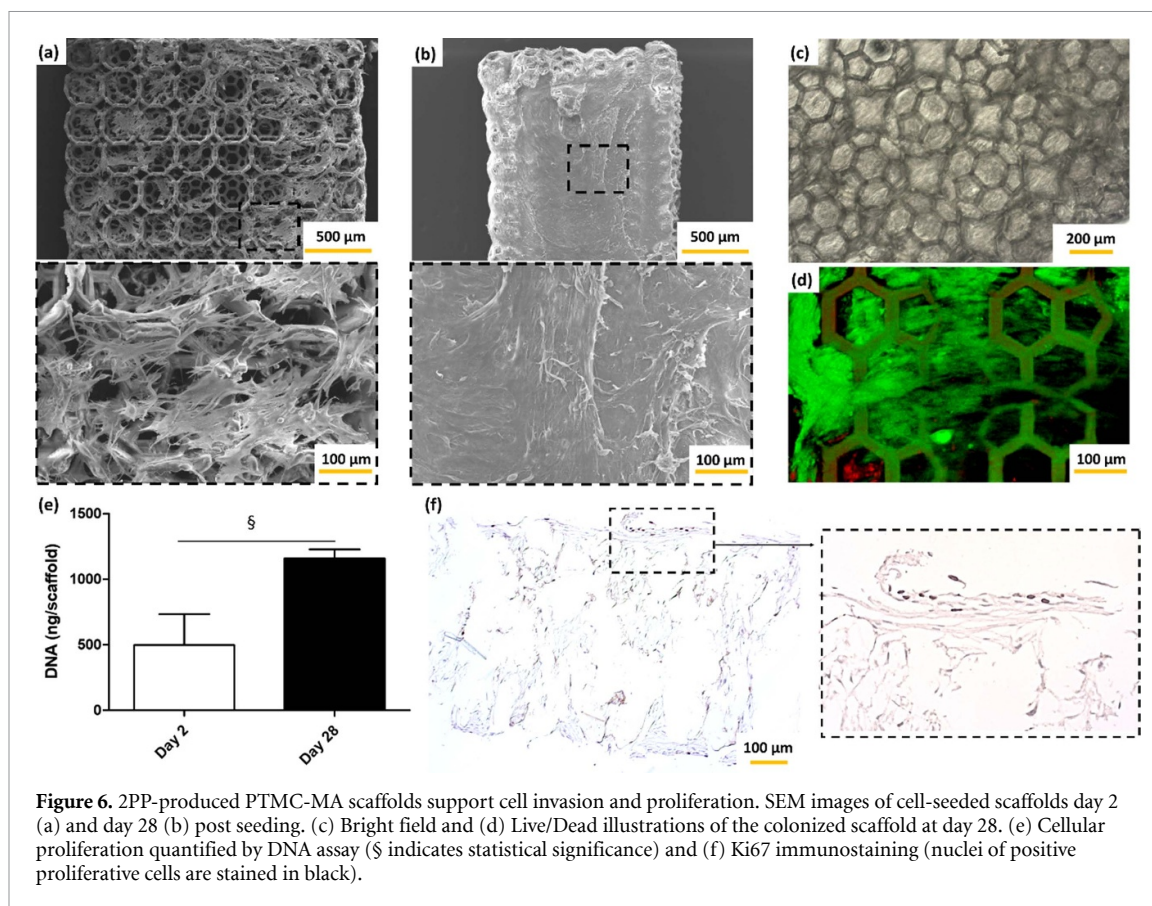 (a)
(b)
(c)
500 µm
500 µm
200 µm
(d)
100 µm
100 µm
100 µm
(e)
(f)
1500
§
1000
DNA (ng/scaffold)
500
0
Day 2
Day 28
100 µm
Figure 6. 2PP-produced PTMC-MA scaffolds support cell invasion and proliferation. SEM images of cell-seeded scaffolds day 2
(a) and day 28 (b) post seeding. (c) Bright field and (d) Live/Dead illustrations of the colonized scaffold at day 28. (e) Cellular
proliferation quantified by DNA assay (§ indicates statistical significance) and (f) Ki67 immunostaining (nuclei of positive
proliferative cells are stained in black).